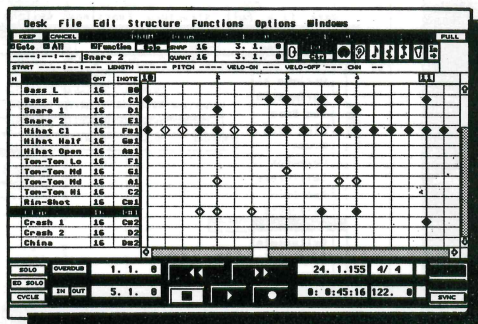 Desk File Edit Structure Functions Options Windows
KEEP CANCEL FULL
Goto All Function Solo SNAP 16 3. 1. 0
Snare 2 QUANT 16 3. 1. 0
START LENGTH PITCH VELO-ON VELO-OFF CHN
M QNT INOTE 10 2 3 4 11
Bass L 16 B0
Bass H 16 C1
Snare 1 16 D1
Snare 2 16 E1
Hihat Cl 16 F#1
Hihat Half 16 G#1
Hihat Open 16 A#1
Tom-Tom Lo 16 F1
Tom-Tom Md 16 G1
Tom-Tom Md 16 A1
Tom-Tom Hi 16 C2
Rim-Shot 16 C#1
Crash 1 16 C#2
Crash 2 16 D2
China 16 D#2
SOLO OVERDUB 1. 1. 0 24. 1.155 4/ 4
ED SOLO
CYCLE IN OUT 5. 1. 0 0: 0:45:16 122. 0 SYNC